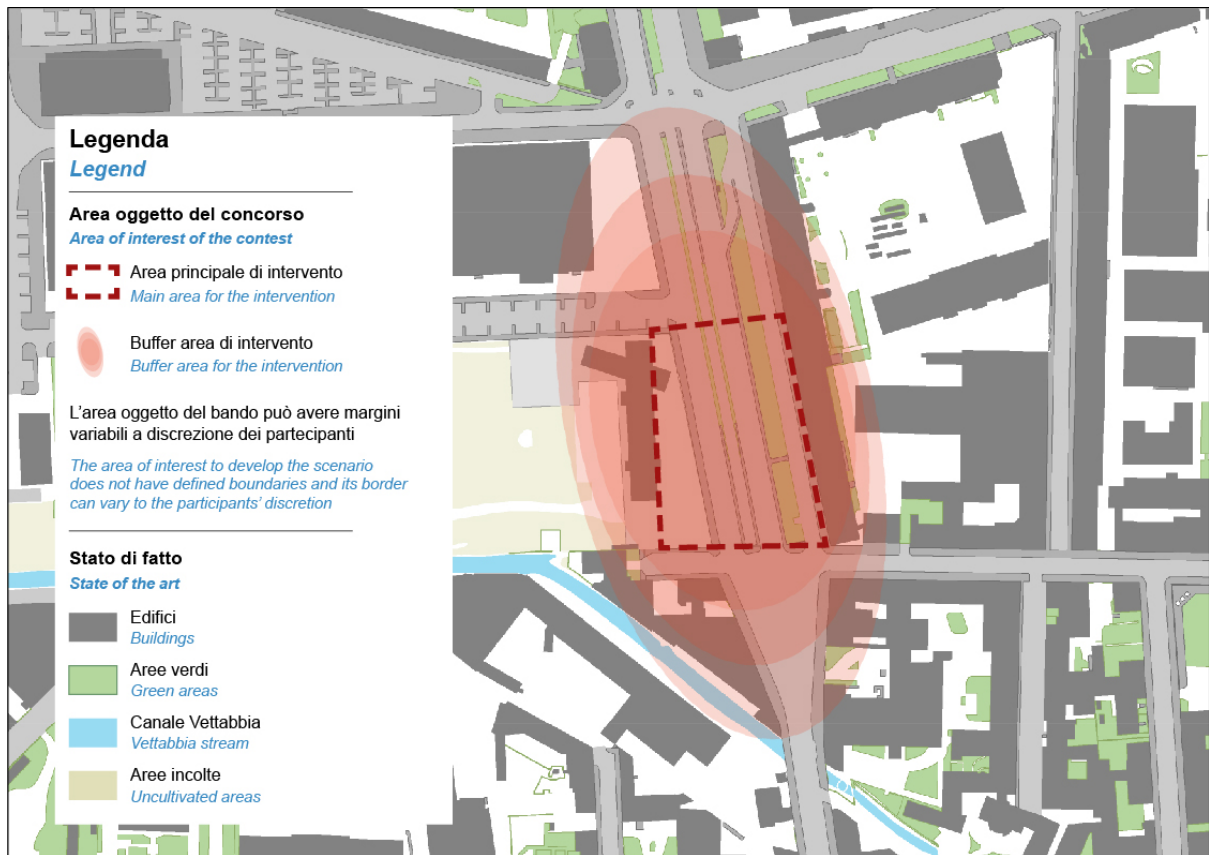 Legenda
Legend
Area oggetto del concorso
Area of interest of the contest
Area principale di intervento
Main area for the intervention
Buffer area di intervento
Buffer area for the intervention
L'area oggetto del bando può avere margini
variabili a discrezione dei partecipanti
The area of interest to develop the scenario
does not have defined boundaries and its border
can vary to the participants' discretion
Stato di fatto
State of the art
Edifici
Buildings
Aree verdi
Green areas
Canale Vettabbia
Vettabbia stream
Aree incolte
Uncultivated areas